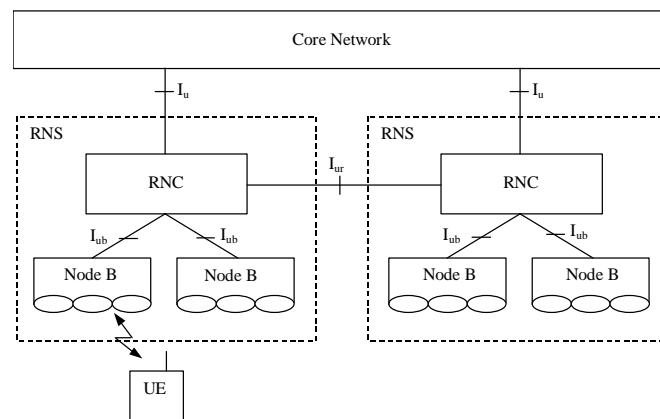 Core Network
Iu
Iu
RNS
RNS
Iur
RNC
RNC
Iub
Iub
Iub
Iub
Node B
Node B
Node B
Node B
UE